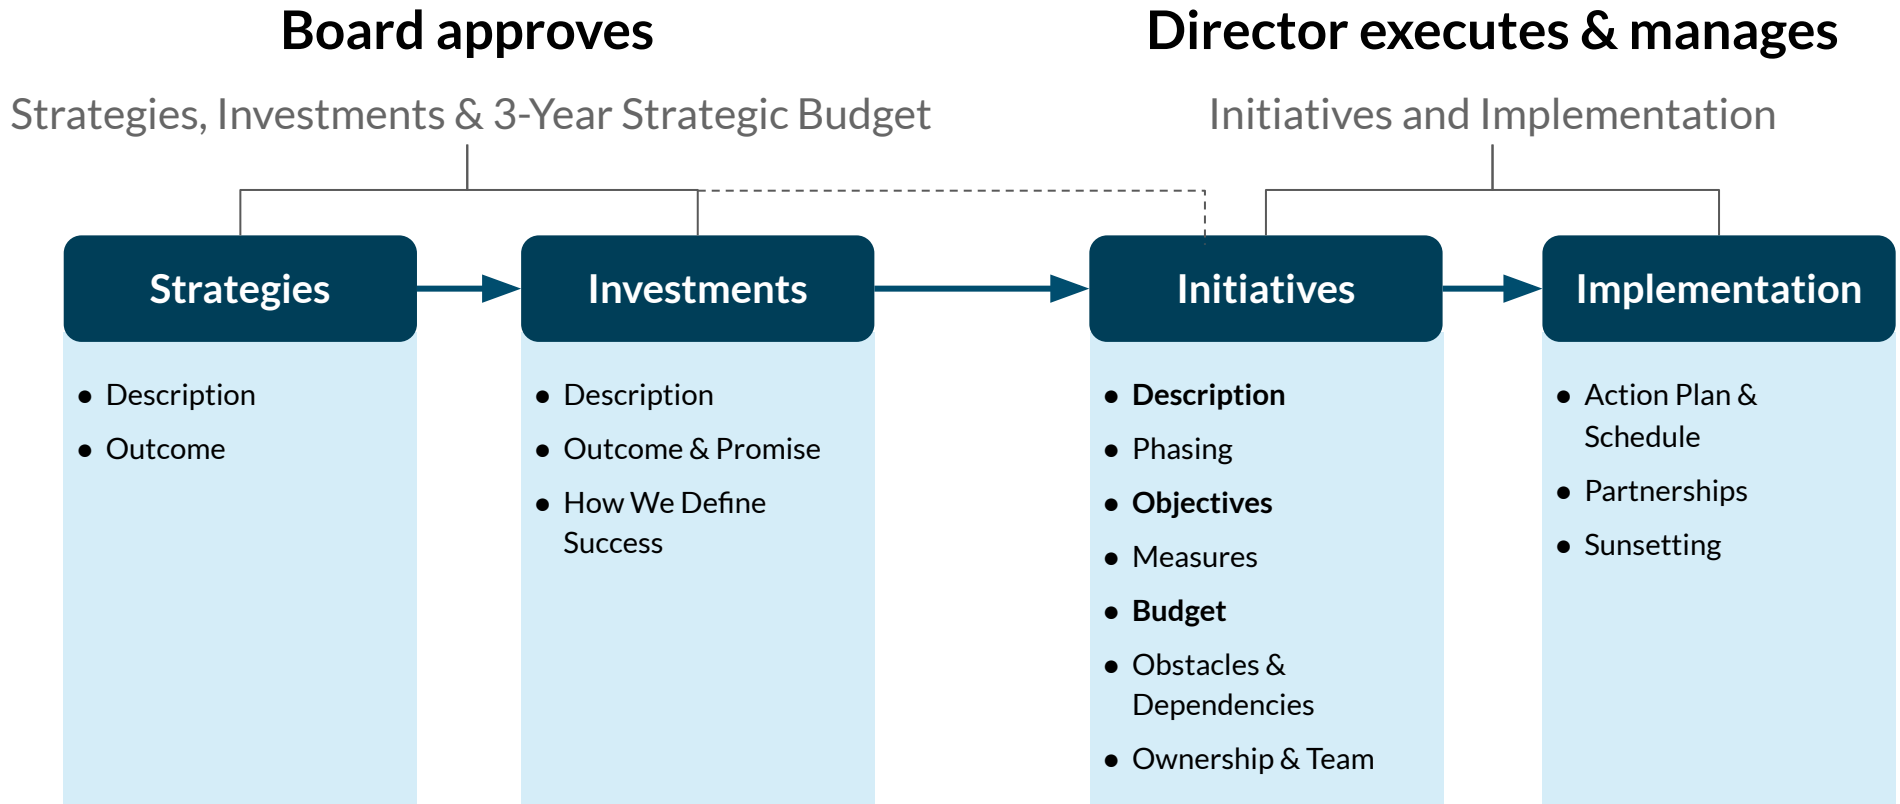 Board approves
Strategies, Investments & 3-Year Strategic Budget
Director executes & manages
Initiatives and Implementation
Strategies
● Description
● Outcome
Investments
● Description
● Outcome & Promise
● How We Define
Success
Initiatives
● Description
● Phasing
● Objectives
● Measures
● Budget
● Obstacles &
Dependencies
● Ownership & Team
Implementation
● Action Plan &
Schedule
● Partnerships
● Sunsetting